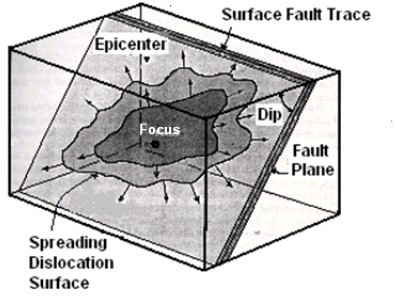 Surface Fault Trace
Epicenter
Focus
Dip
Fault
Plane
Spreading
Dislocation
Surface